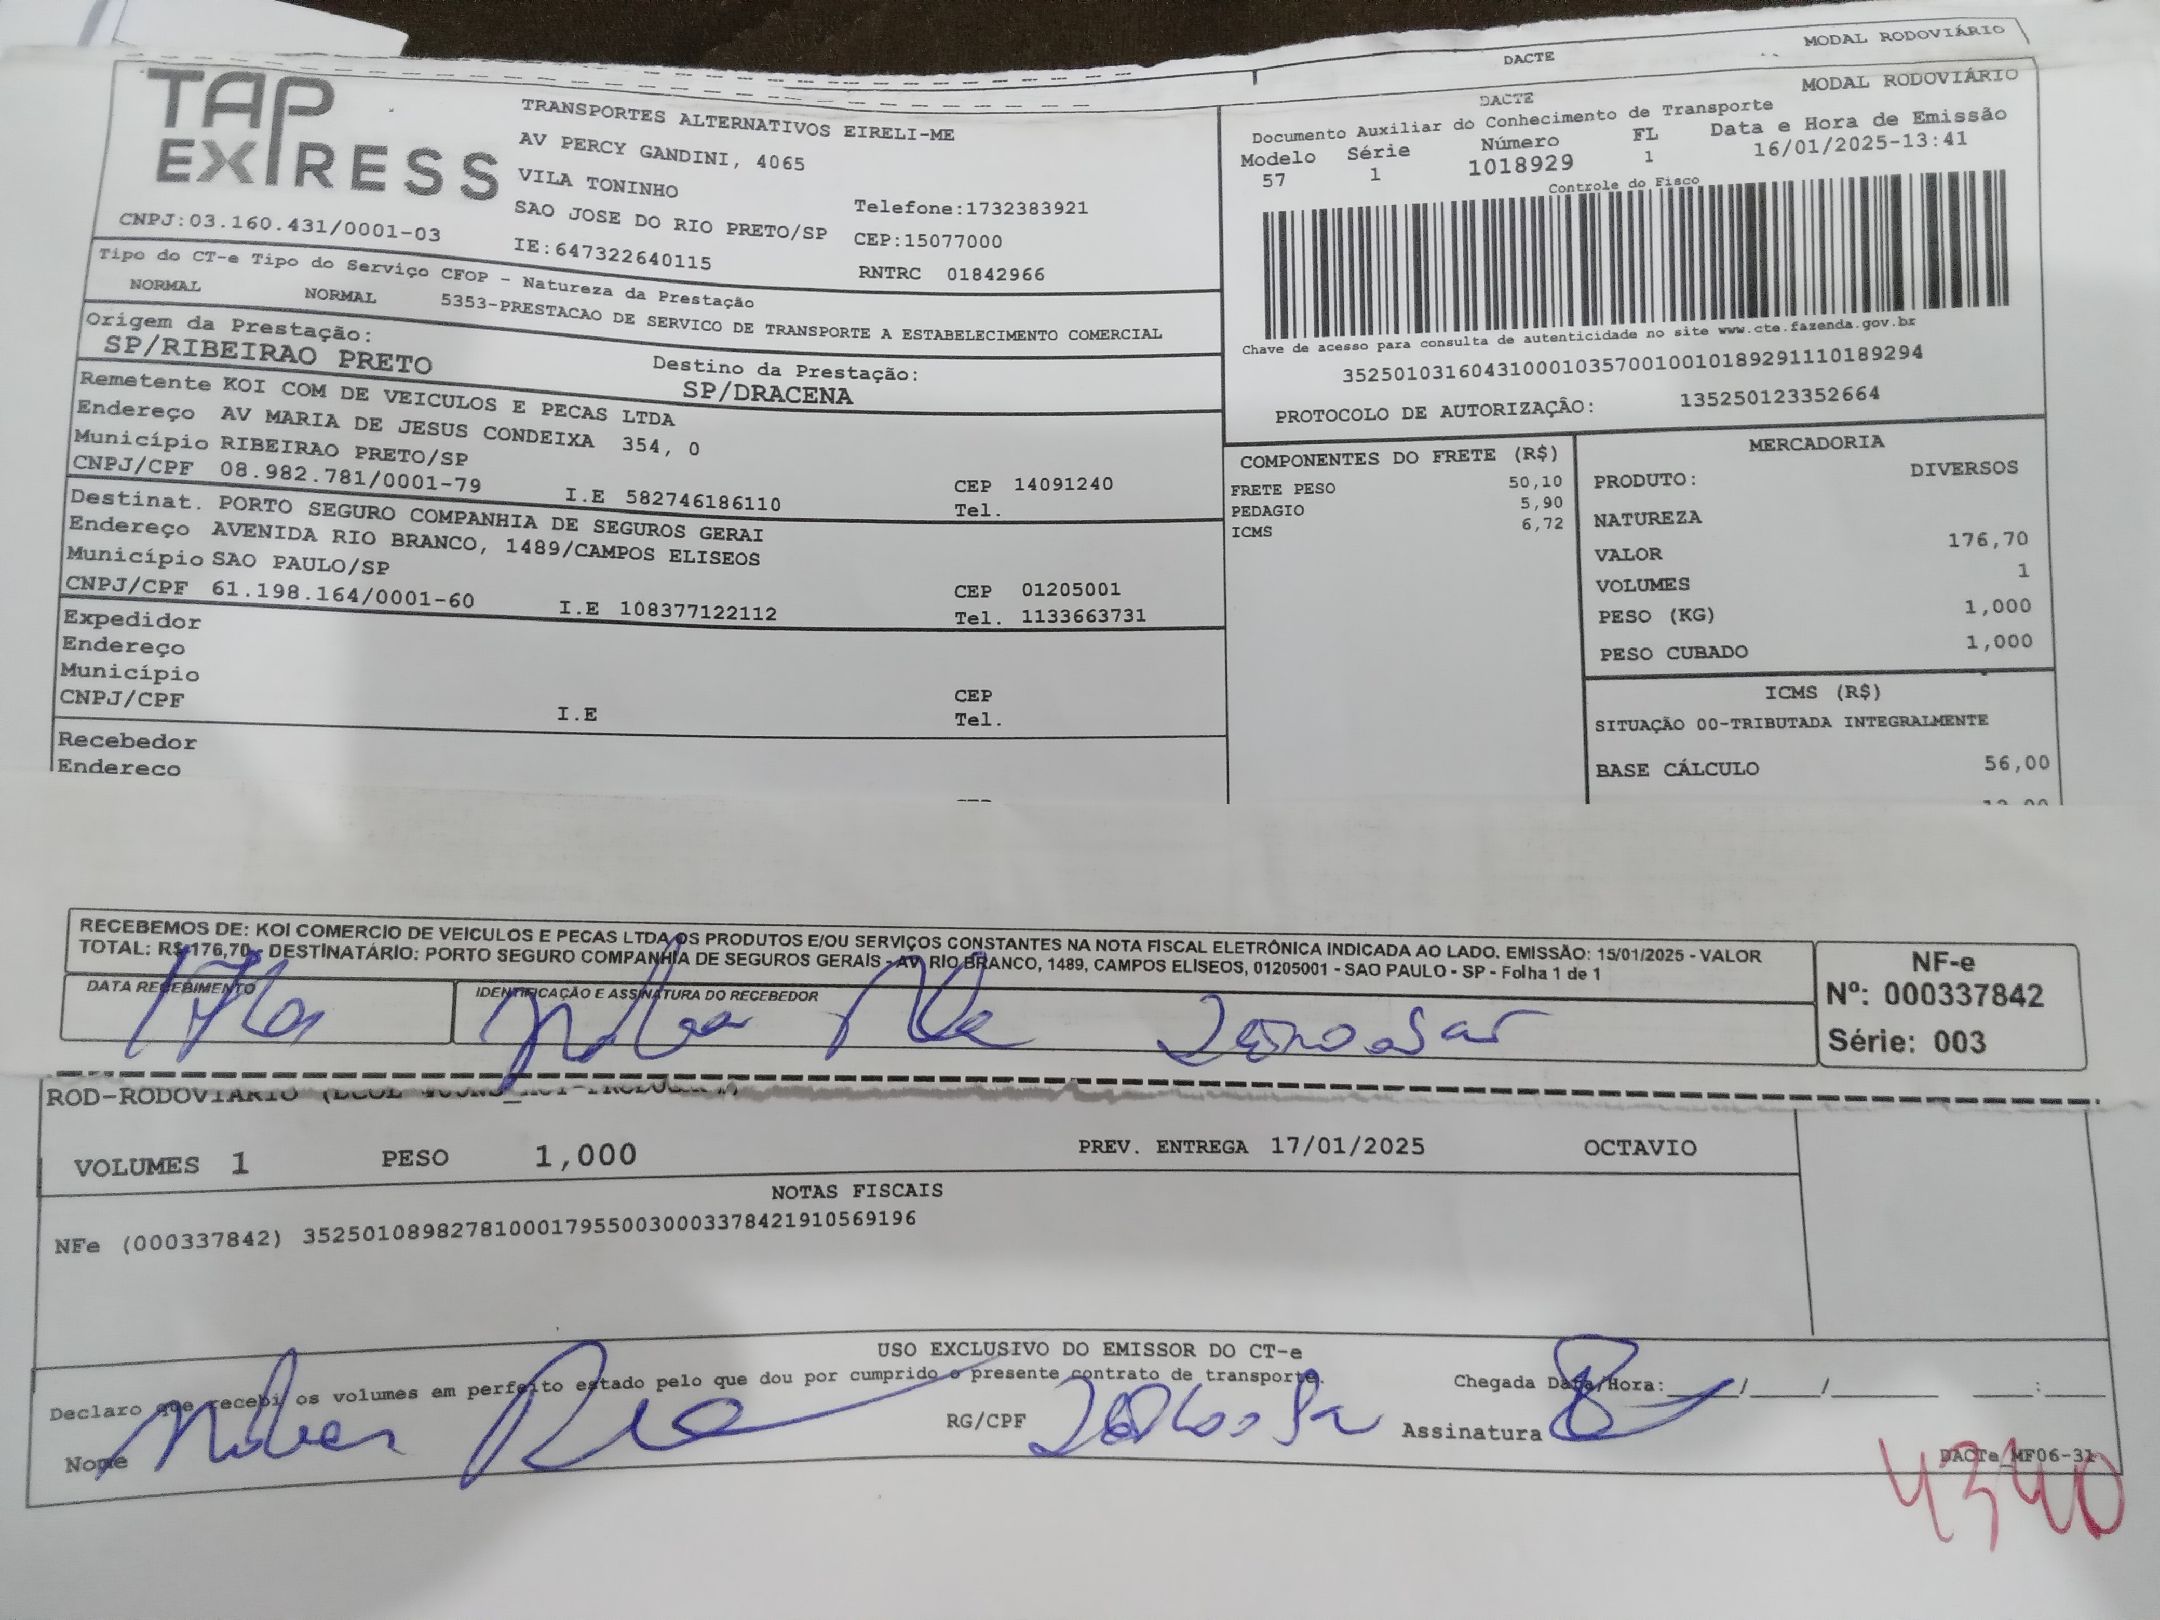 DACTE MODAL RODOVIÁRIO
TAP EXPRESS
CNPJ:03.160.431/0001-03
TRANSPORTES ALTERNATIVOS EIRELI-ME
AV PERCY GANDINI, 4065
VILA TONINHO
SAO JOSE DO RIO PRETO/SP
IE:647322640115
Telefone:1732383921
CEP:15077000
RNTRC 01842966
DACTE MODAL RODOVIÁRIO
Documento Auxiliar do Conhecimento de Transporte
Modelo Série Número FL Data e Hora de Emissão
57 1 1018929 1 16/01/2025-13:41
Controle do Fisco
Chave de acesso para consulta de autenticidade no site www.cte.fazenda.gov.br
35250103160431000103570010010189291110189294
PROTOCOLO DE AUTORIZAÇÃO: 135250123352664
Tipo do CT-e Tipo do Serviço CFOP - Natureza da Prestação
NORMAL NORMAL 5353-PRESTACAO DE SERVICO DE TRANSPORTE A ESTABELECIMENTO COMERCIAL
Origem da Prestação: Destino da Prestação:
SP/RIBEIRAO PRETO SP/DRACENA
Remetente KOI COM DE VEICULOS E PECAS LTDA
Endereço AV MARIA DE JESUS CONDEIXA 354, 0
Município RIBEIRAO PRETO/SP CEP 14091240
CNPJ/CPF 08.982.781/0001-79 I.E 582746186110 Tel.
Destinat. PORTO SEGURO COMPANHIA DE SEGUROS GERAI
Endereço AVENIDA RIO BRANCO, 1489/CAMPOS ELISEOS
Município SAO PAULO/SP CEP 01205001
CNPJ/CPF 61.198.164/0001-60 I.E 108377122112 Tel. 1133663731
Expedidor
Endereço
Município CEP
CNPJ/CPF I.E Tel.
Recebedor
Endereco
COMPONENTES DO FRETE (R$)
FRETE PESO 50,10
PEDAGIO 5,90
ICMS 6,72
MERCADORIA
PRODUTO: DIVERSOS
NATUREZA
VALOR 176,70
VOLUMES 1
PESO (KG) 1,000
PESO CUBADO 1,000
ICMS (R$)
SITUAÇÃO 00-TRIBUTADA INTEGRALMENTE
BASE CÁLCULO 56,00
RECEBEMOS DE: KOI COMERCIO DE VEICULOS E PECAS LTDA OS PRODUTOS E/OU SERVIÇOS CONSTANTES NA NOTA FISCAL ELETRÔNICA INDICADA AO LADO. EMISSÃO: 15/01/2025 - VALOR
TOTAL: R$ 176,70 - DESTINATÁRIO: PORTO SEGURO COMPANHIA DE SEGUROS GERAIS - AV, RIO BRANCO, 1489, CAMPOS ELISEOS, 01205001 - SAO PAULO - SP - Folha 1 de 1
DATA RECEBIMENTO IDENTIFICAÇÃO E ASSINATURA DO RECEBEDOR
NF-e
Nº: 000337842
Série: 003
ROD-RODOVIARIO
VOLUMES 1 PESO 1,000 PREV. ENTREGA 17/01/2025 OCTAVIO
NOTAS FISCAIS
NFe (000337842) 35250108982781000179550030003378421910569196
USO EXCLUSIVO DO EMISSOR DO CT-e
Declaro que recebi os volumes em perfeito estado pelo que dou por cumprido o presente contrato de transporte. Chegada Data/Hora:___/___/___ __:__
Nome RG/CPF Assinatura
DACTe_MF06-31
4340